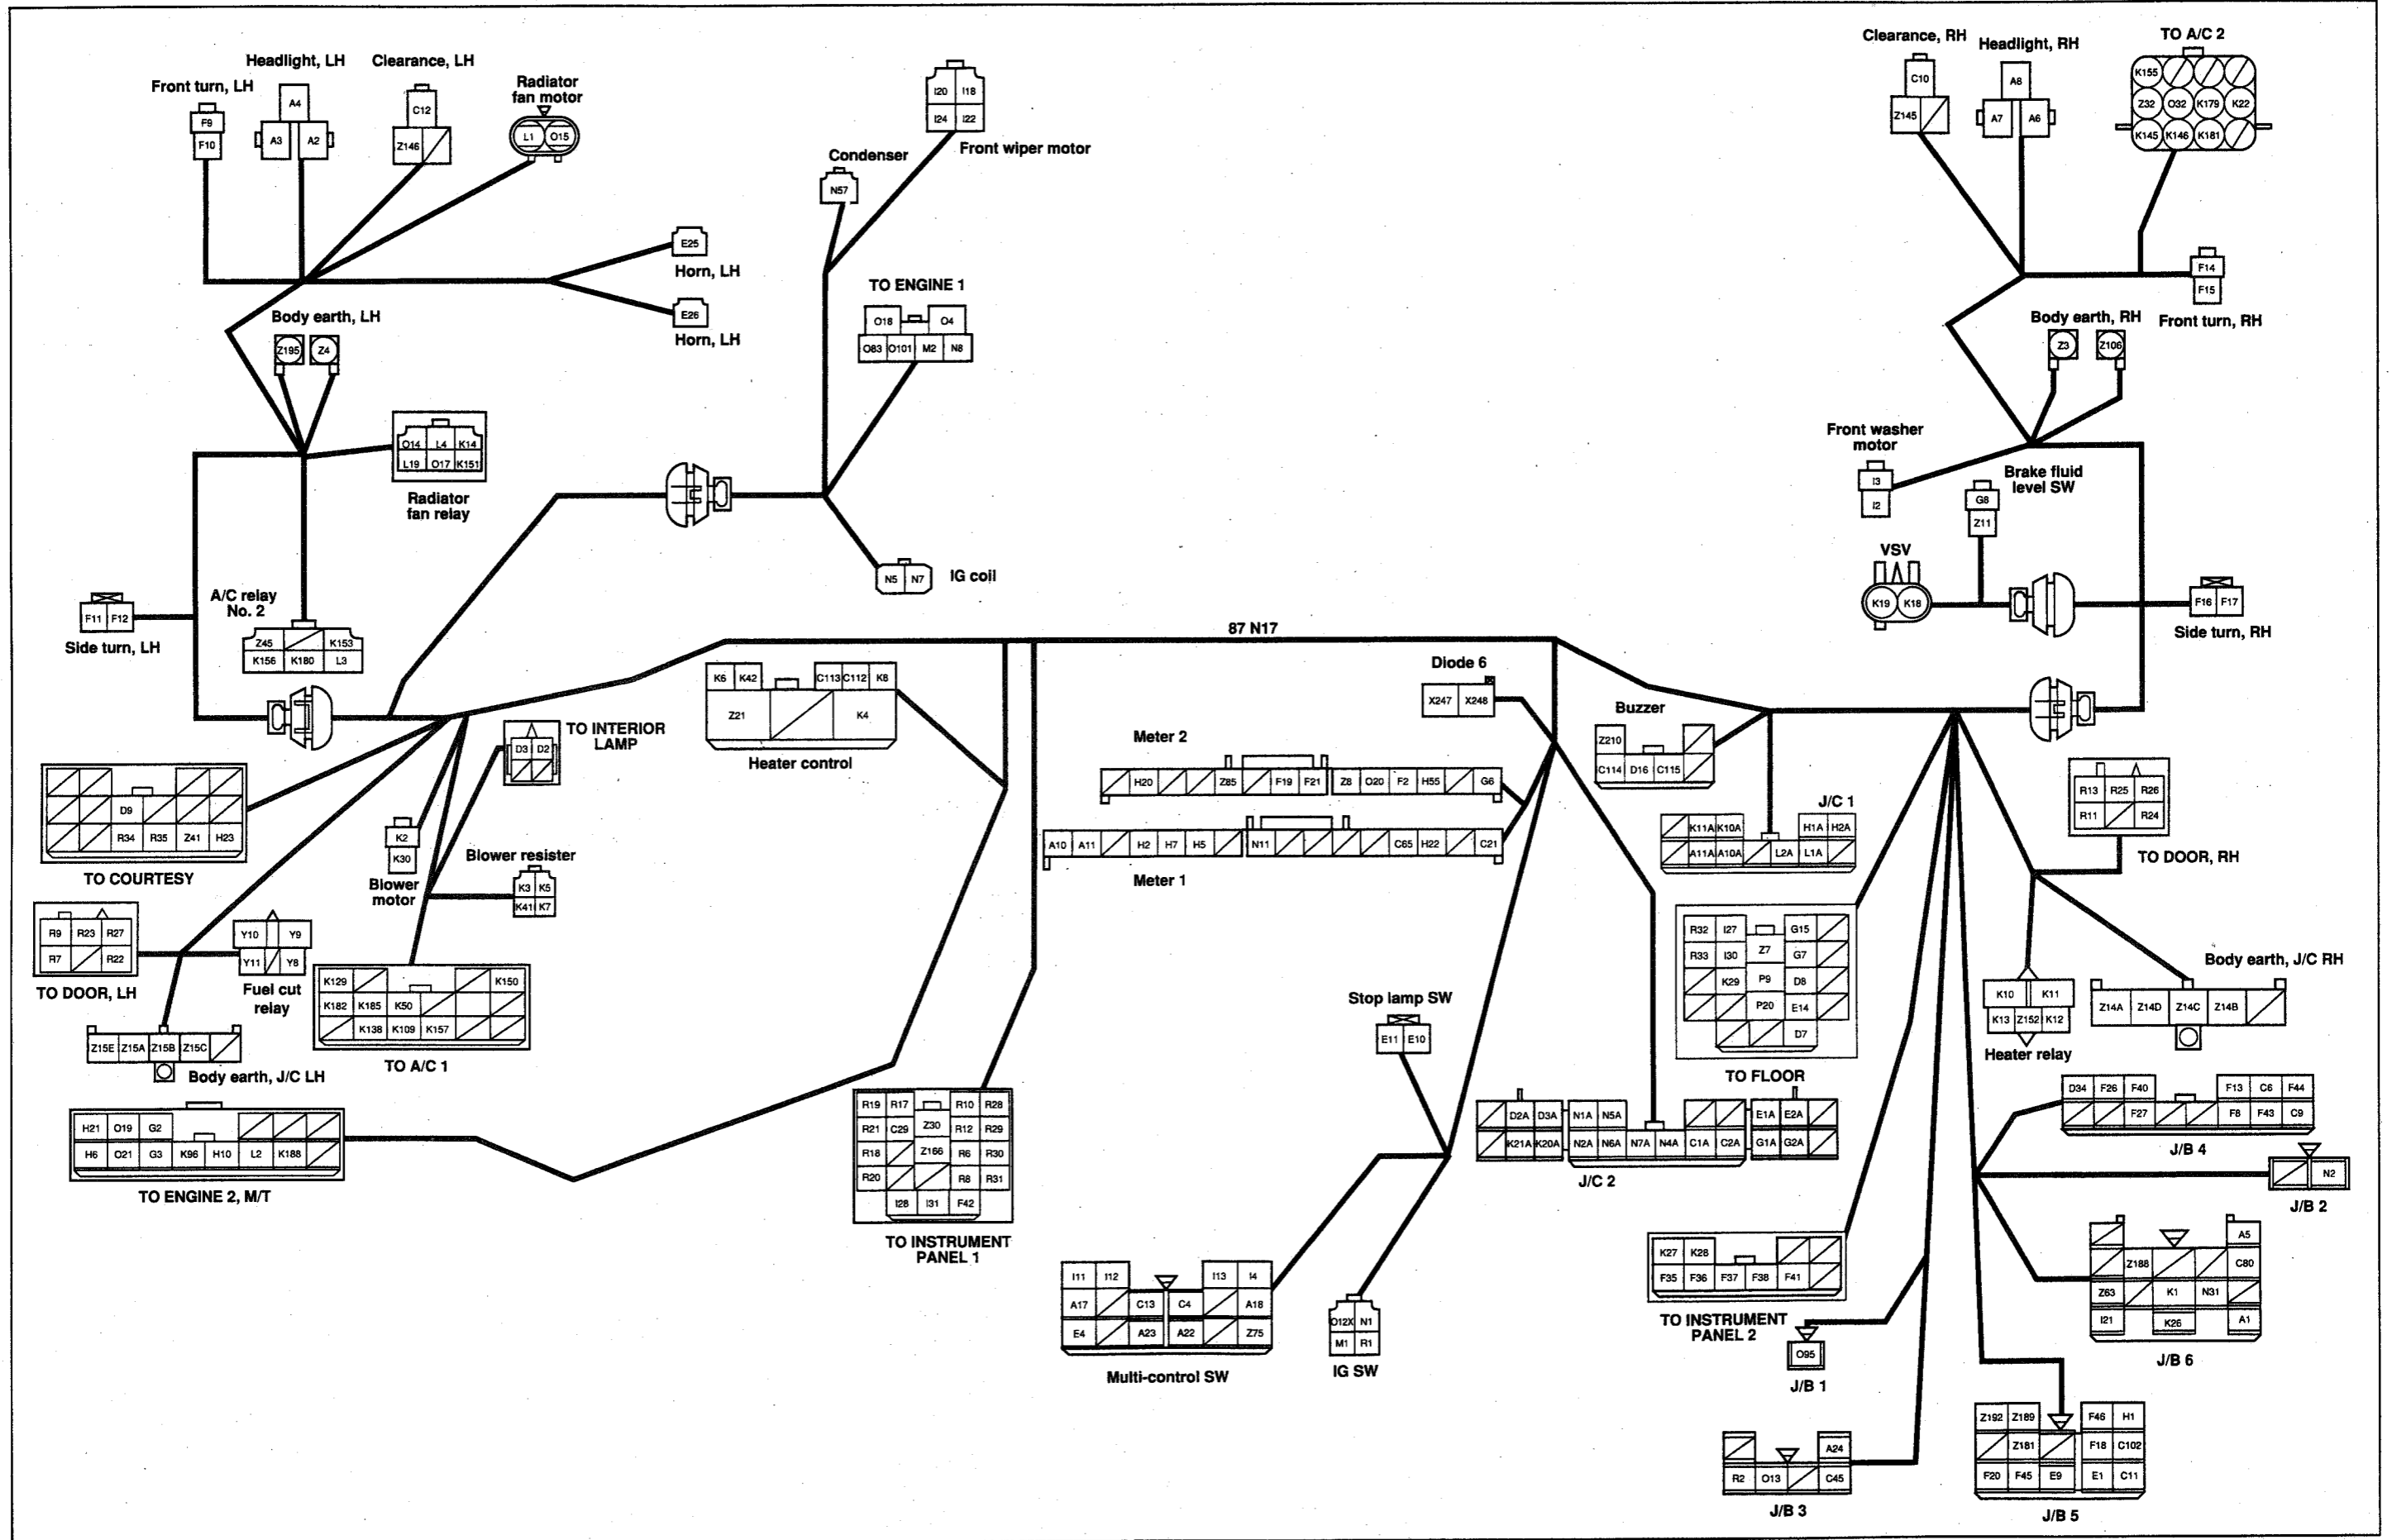 Front turn, LH
F9
F10
Headlight, LH
A4
A3 A2
Clearance, LH
C12
Z146
Radiator
fan motor
L1 O15
E25
Horn, LH
E26
Horn, LH
Body earth, LH
Z195 Z4
O14 L4 K14
L19 O17 K151
Radiator
fan relay
F11 F12
Side turn, LH
A/C relay
No. 2
Z45 K153
K156 K180 L3
I20 I18
I24 I22
Front wiper motor
Condenser
N57
TO ENGINE 1
O18 O4
O83 O101 M2 N8
N5 N7
IG coil
Clearance, RH
C10
Z145
Headlight, RH
A8
A7 A6
TO A/C 2
K155
Z32 O32 K179 K22
K145 K146 K181
F14
F15
Front turn, RH
Body earth, RH
Z3 Z106
Front washer
motor
I3
I2
Brake fluid
level SW
G8
Z11
VSV
K19 K18
F16 F17
Side turn, RH
87 N17
D9
R34 R35 Z41 H23
TO COURTESY
D3 D2
TO INTERIOR
LAMP
K2
K30
Blower
motor
Blower resister
K3 K5
K41 K7
R9 R23 R27
R7 R22
TO DOOR, LH
Y10 Y9
Y11 Y8
Fuel cut
relay
Z15E Z15A Z15B Z15C
Body earth, J/C LH
K129 K150
K182 K185 K50
K138 K109 K157
TO A/C 1
H21 O19 G2
H6 O21 G3 K96 H10 L2 K188
TO ENGINE 2, M/T
K6 K42 C113 C112 K8
Z21 K4
Heater control
R19 R17 R10 R28
R21 C29 Z30 R12 R29
R18 Z166 R6 R30
R20 R8 R31
I28 I31 F42
TO INSTRUMENT
PANEL 1
Meter 2
H20 Z85 F19 F21 Z8 O20 F2 H55 G6
A10 A11 H2 H7 H5 N11 C65 H22 C21
Meter 1
Diode 6
X247 X248
Stop lamp SW
E11 E10
I11 I12 I13 I4
A17 C13 C4 A18
E4 A23 A22 Z75
Multi-control SW
O12X N1
M1 R1
IG SW
Buzzer
Z210
C114 D16 C115
J/C 1
K11A K10A H1A H2A
A11A A10A L2A L1A
R32 I27 G15
R33 I30 Z7 G7
K29 P9 D8
P20 E14
D7
TO FLOOR
D2A D3A N1A N5A E1A E2A
K21A K20A N2A N6A N7A N4A C1A C2A G1A G2A
J/C 2
K27 K28
F35 F36 F37 F38 F41
TO INSTRUMENT
PANEL 2
O95
J/B 1
A24
R2 O13 C45
J/B 3
R13 R25 R26
R11 R24
TO DOOR, RH
K10 K11
K13 Z152 K12
Heater relay
Body earth, J/C RH
Z14A Z14D Z14C Z14B
D34 F26 F40 F13 C6 F44
F27 F8 F43 C9
J/B 4
N2
J/B 2
A5
Z188 C80
Z63 K1 N31
I21 K26 A1
J/B 6
Z192 Z189 F46 H1
Z181 F18 C102
F20 F45 E9 E1 C11
J/B 5